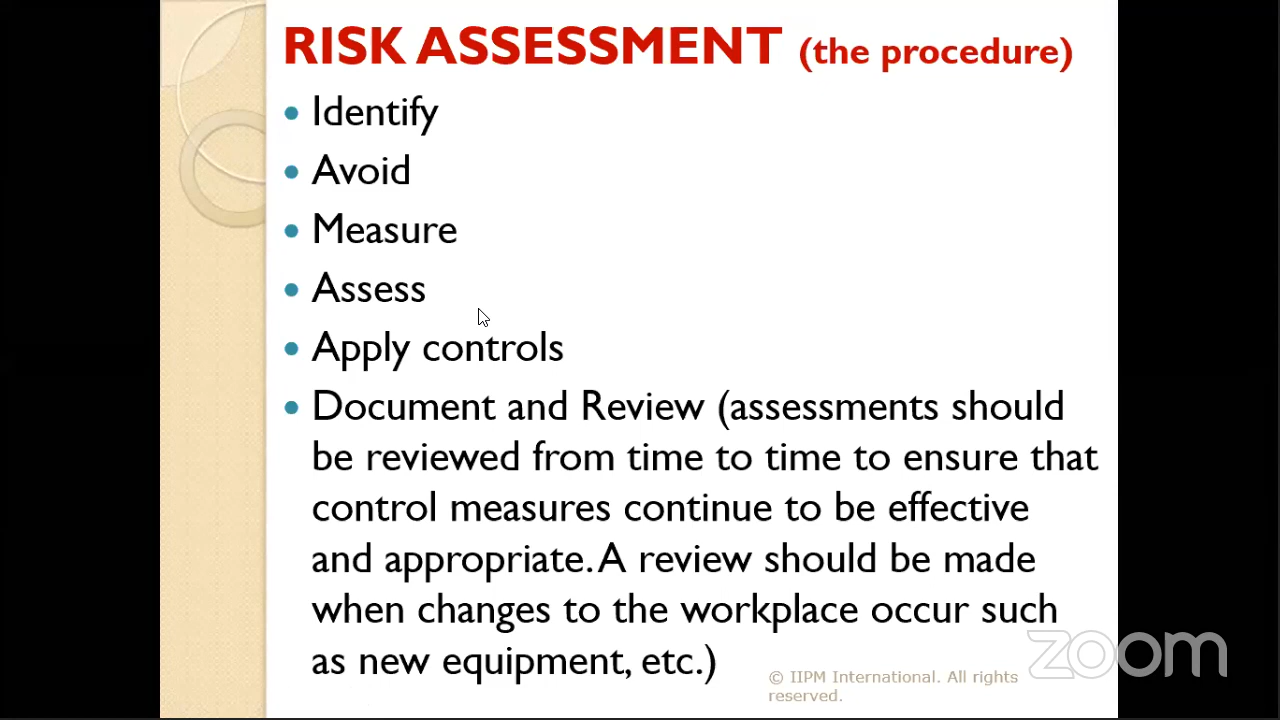 RISK ASSESSMENT (the procedure)
• Identify
• Avoid
• Measure
• Assess
• Apply controls
• Document and Review (assessments should
be reviewed from time to time to ensure that
control measures continue to be effective
and appropriate. A review should be made
when changes to the workplace occur such
as new equipment, etc.)
© IIPM International. All rights
reserved.
zoom